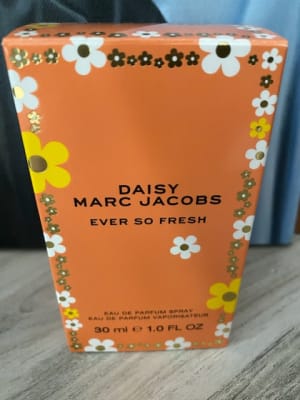 DAISY
MARC JACOBS
EVER SO FRESH
EAU DE PARFUM SPRAY
EAU DE PARFUM VAPORISATEUR
30 ml ℮ 1.0 FL OZ